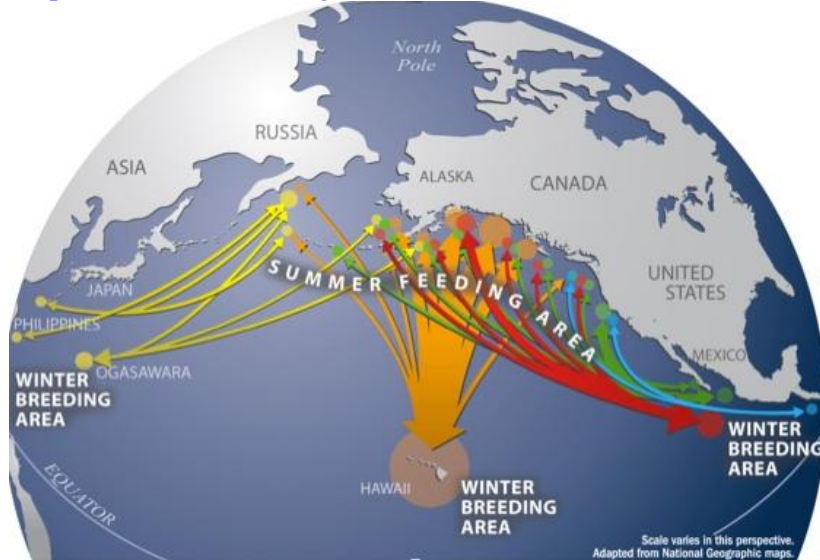 North
Pole
RUSSIA
ASIA
ALASKA
CANADA
UNITED
STATES
SUMMER FEEDING AREA
JAPAN
PHILIPPINES
OGASAWARA
MEXICO
WINTER
BREEDING
AREA
WINTER
BREEDING
AREA
EQUATOR
HAWAII
WINTER
BREEDING
AREA
Scale varies in this perspective.
Adapted from National Geographic maps.